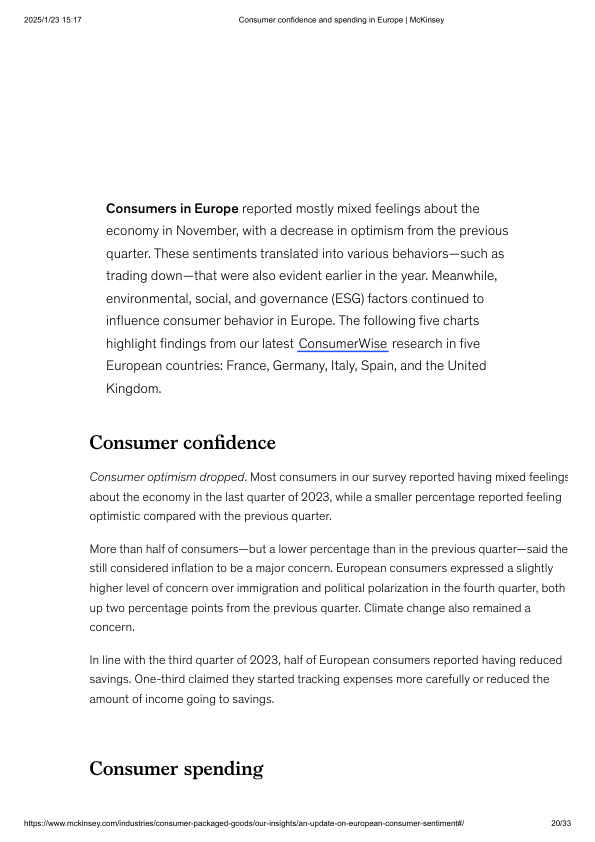 2025/1/23 15:17 Consumer confidence and spending in Europe | McKinsey
Consumers in Europe reported mostly mixed feelings about the
economy in November, with a decrease in optimism from the previous
quarter. These sentiments translated into various behaviors—such as
trading down—that were also evident earlier in the year. Meanwhile,
environmental, social, and governance (ESG) factors continued to
influence consumer behavior in Europe. The following five charts
highlight findings from our latest ConsumerWise research in five
European countries: France, Germany, Italy, Spain, and the United
Kingdom.
Consumer confidence
Consumer optimism dropped. Most consumers in our survey reported having mixed feelings
about the economy in the last quarter of 2023, while a smaller percentage reported feeling
optimistic compared with the previous quarter.
More than half of consumers—but a lower percentage than in the previous quarter—said the
still considered inflation to be a major concern. European consumers expressed a slightly
higher level of concern over immigration and political polarization in the fourth quarter, both
up two percentage points from the previous quarter. Climate change also remained a
concern.
In line with the third quarter of 2023, half of European consumers reported having reduced
savings. One-third claimed they started tracking expenses more carefully or reduced the
amount of income going to savings.
Consumer spending
https://www.mckinsey.com/industries/consumer-packaged-goods/our-insights/an-update-on-european-consumer-sentiment#/ 20/33